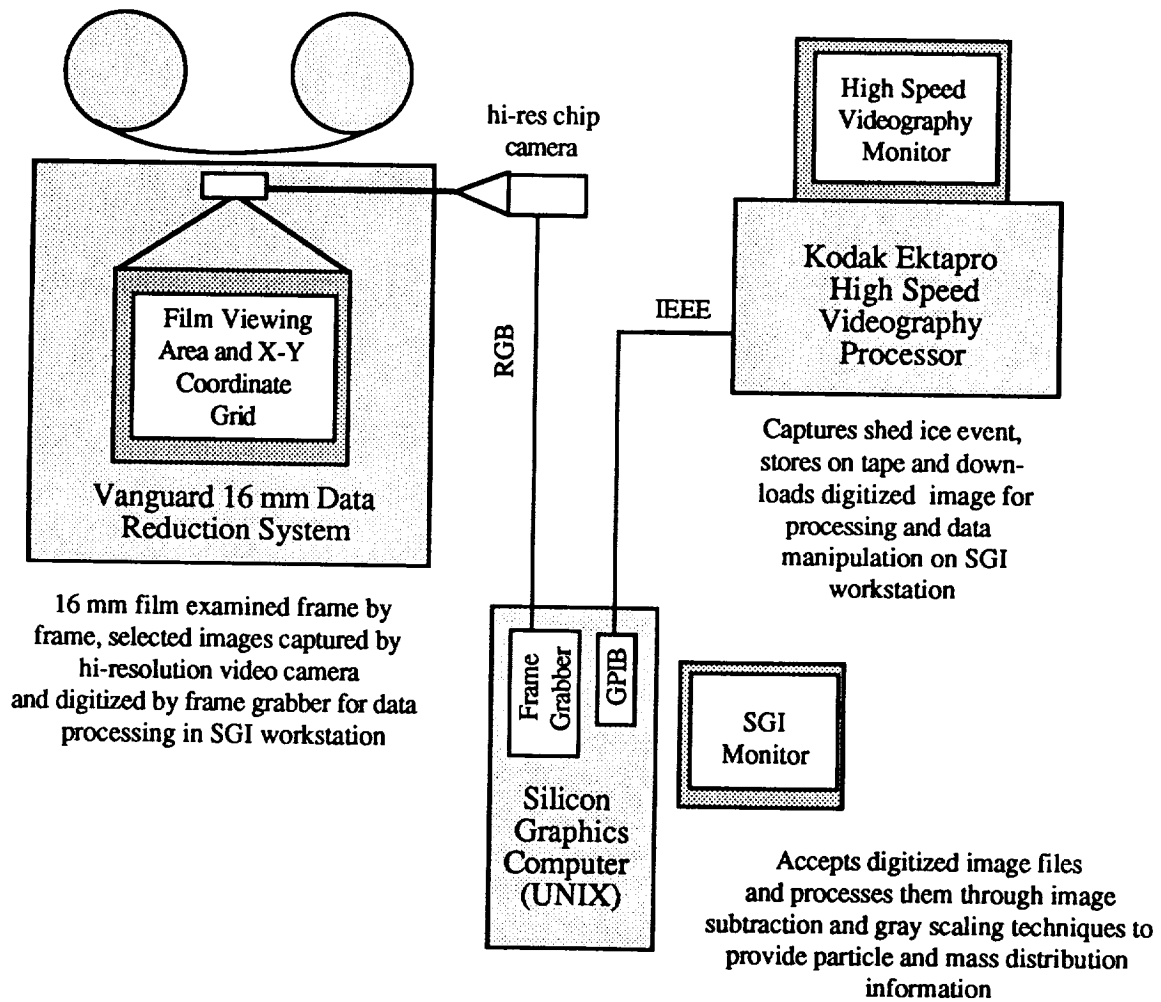 hi-res chip
camera
High Speed
Videography
Monitor
Film Viewing
Area and X-Y
Coordinate
Grid
Vanguard 16 mm Data
Reduction System
RGB
IEEE
Kodak Ektapro
High Speed
Videography
Processor
Captures shed ice event,
stores on tape and down-
loads digitized image for
processing and data
manipulation on SGI
workstation
16 mm film examined frame by
frame, selected images captured by
hi-resolution video camera
and digitized by frame grabber for data
processing in SGI workstation
Frame
Grabber
GPIB
Silicon
Graphics
Computer
(UNIX)
SGI
Monitor
Accepts digitized image files
and processes them through image
subtraction and gray scaling techniques to
provide particle and mass distribution
information